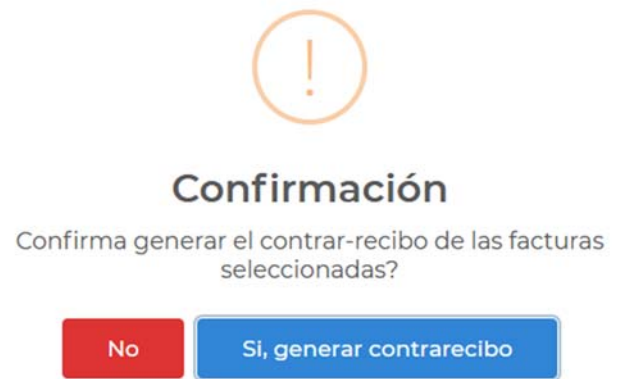 !
Confirmación
Confirma generar el contrar-recibo de las facturas
seleccionadas?
No
Si, generar contrarecibo